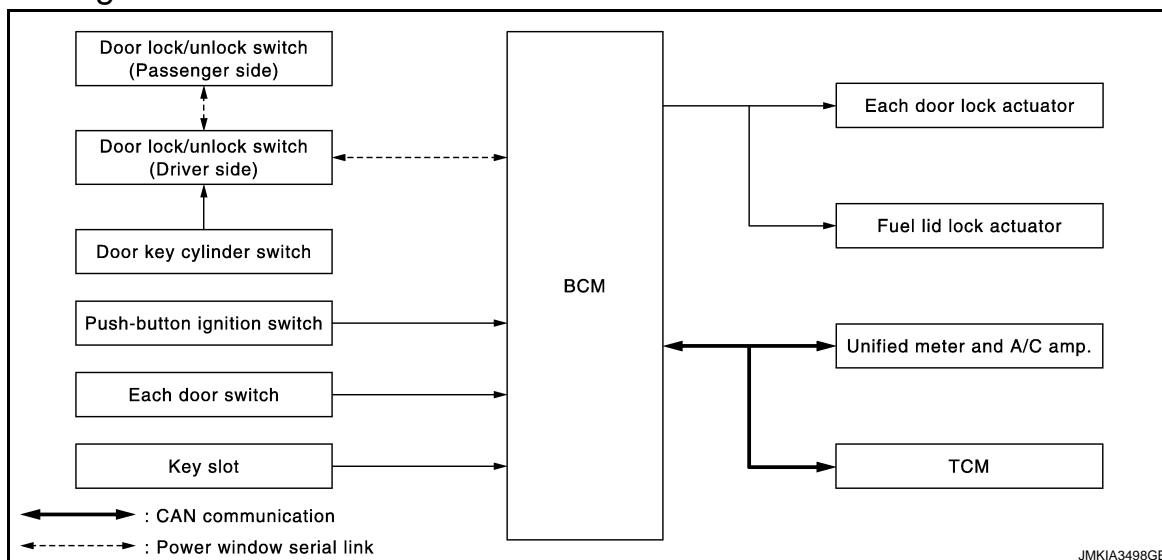 Door lock/unlock switch
(Passenger side)
Door lock/unlock switch
(Driver side)
Door key cylinder switch
Push-button ignition switch
Each door switch
Key slot
BCM
Each door lock actuator
Fuel lid lock actuator
Unified meter and A/C amp.
TCM
: CAN communication
: Power window serial link
JMKIA3498GB